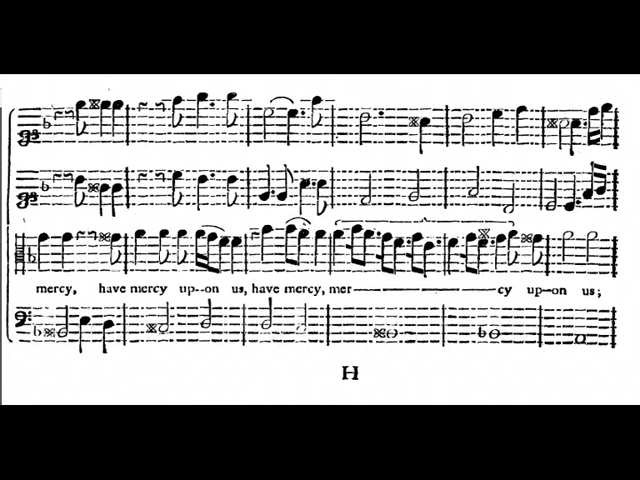 mercy, have mercy up-on us, have mercy, mer———cy up-on us;
H